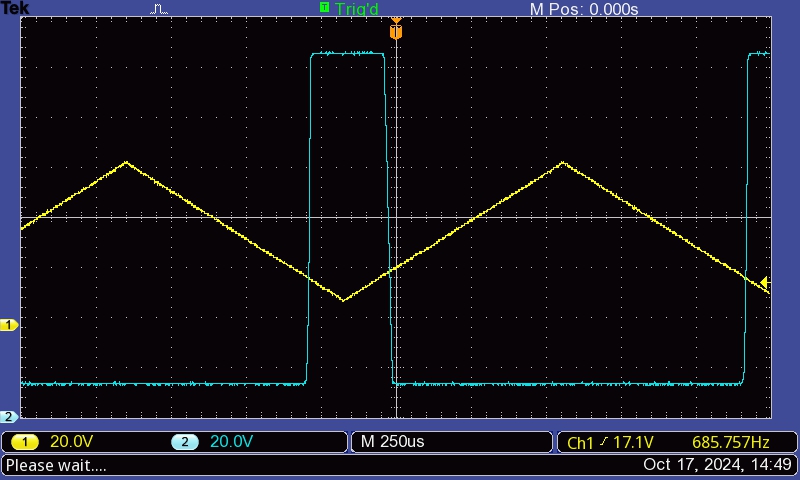 Tek T Trig'd M Pos: 0.000s
T
1
2
1 20.0V 2 20.0V M 250us Ch1 17.1V 685.757Hz
Please wait.... Oct 17, 2024, 14:49